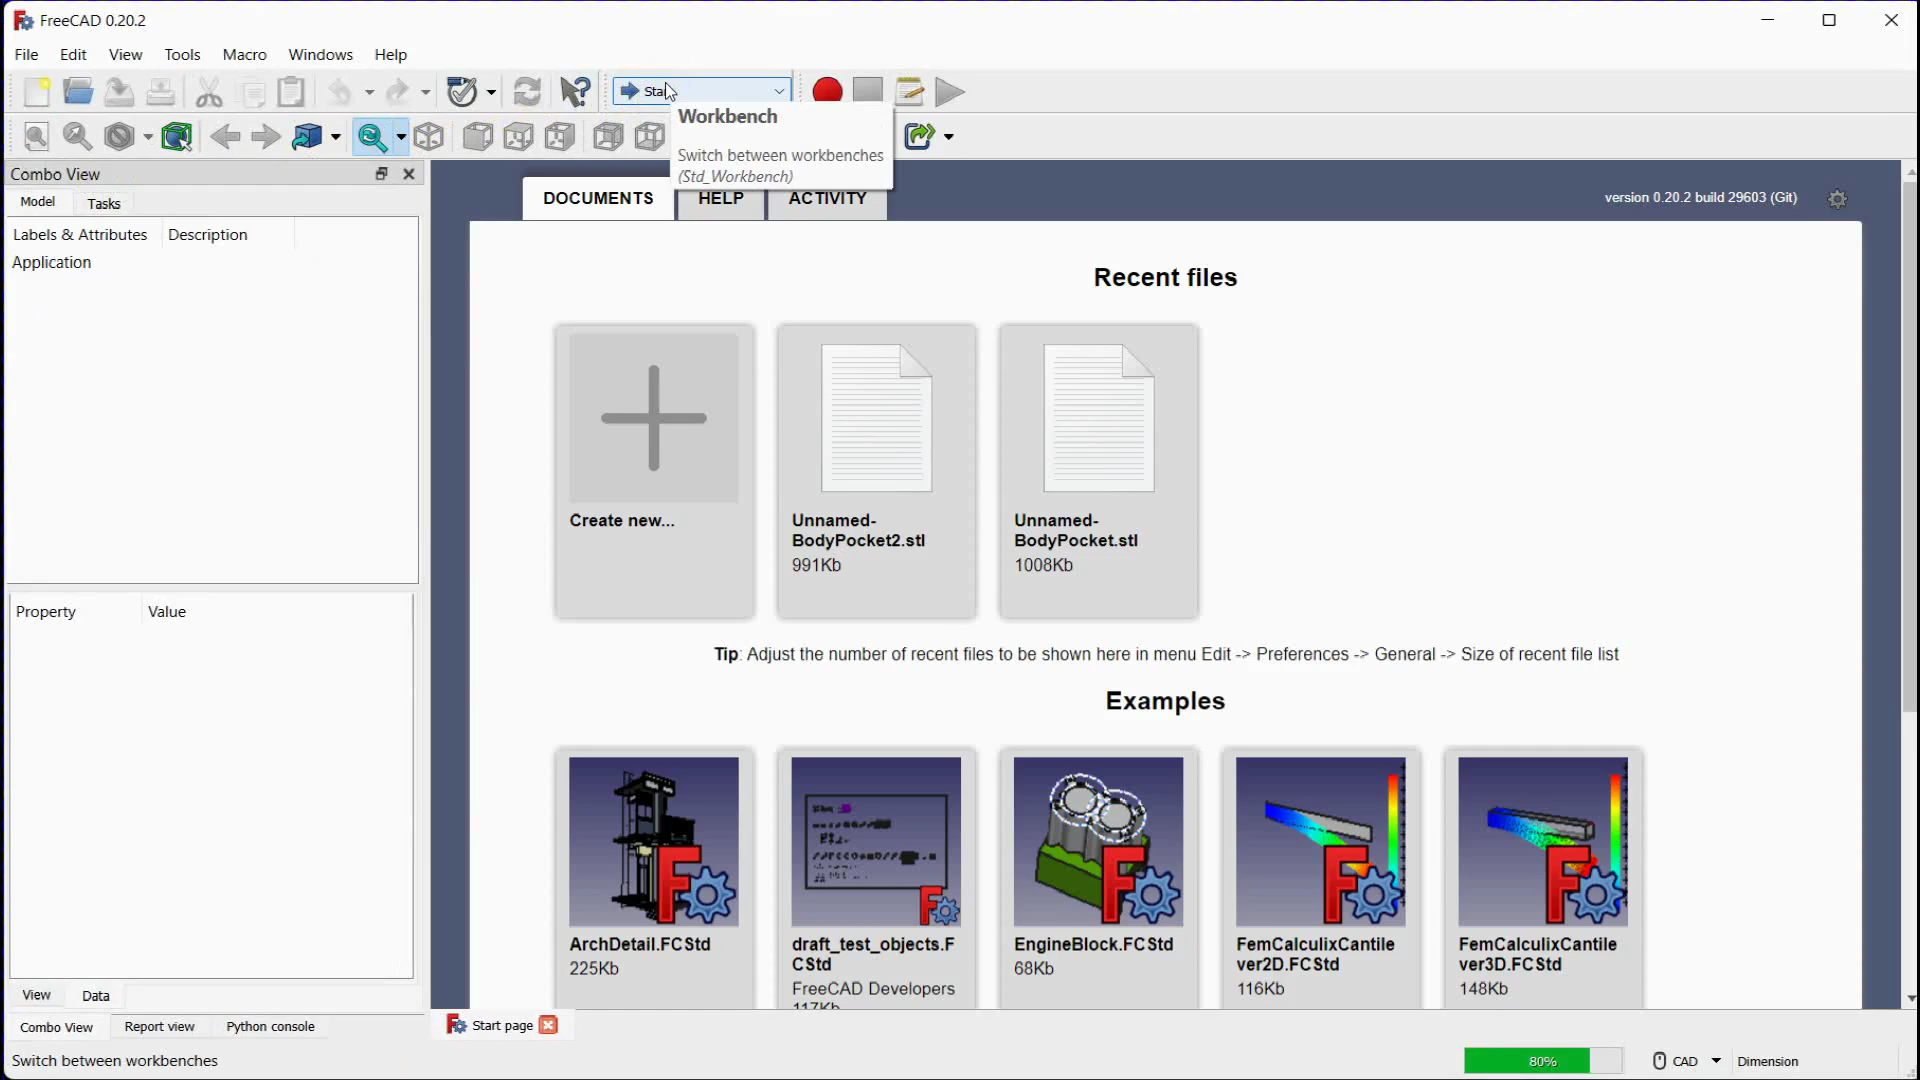 FreeCAD 0.20.2
File Edit View Tools Macro Windows Help
Workbench
Switch between workbenches
(Std_Workbench)
Combo View
Model Tasks
Labels & Attributes Description
Application
DOCUMENTS HELP ACTIVITY
version 0.20.2 build 29603 (Git)
Recent files
Create new...
Unnamed-
BodyPocket2.stl
991Kb
Unnamed-
BodyPocket.stl
1008Kb
Tip: Adjust the number of recent files to be shown here in menu Edit -> Preferences -> General -> Size of recent file list
Examples
ArchDetail.FCStd
225Kb
draft_test_objects.F
CStd
FreeCAD Developers
117Kb
EngineBlock.FCStd
68Kb
FemCalculixCantile
ver2D.FCStd
116Kb
FemCalculixCantile
ver3D.FCStd
148Kb
Property Value
View Data
Combo View Report view Python console
Start page
Switch between workbenches
80%
CAD
Dimension